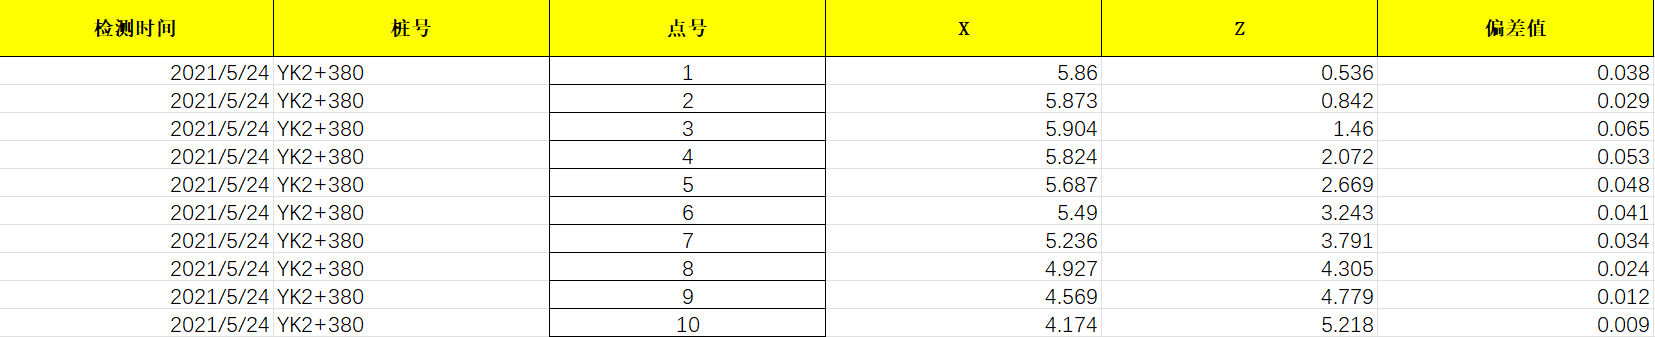 检测时间 桩号 点号 X Z 偏差值
2021/5/24 YK2+380 1 5.86 0.536 0.038
2021/5/24 YK2+380 2 5.873 0.842 0.029
2021/5/24 YK2+380 3 5.904 1.46 0.065
2021/5/24 YK2+380 4 5.824 2.072 0.053
2021/5/24 YK2+380 5 5.687 2.669 0.048
2021/5/24 YK2+380 6 5.49 3.243 0.041
2021/5/24 YK2+380 7 5.236 3.791 0.034
2021/5/24 YK2+380 8 4.927 4.305 0.024
2021/5/24 YK2+380 9 4.569 4.779 0.012
2021/5/24 YK2+380 10 4.174 5.218 0.009